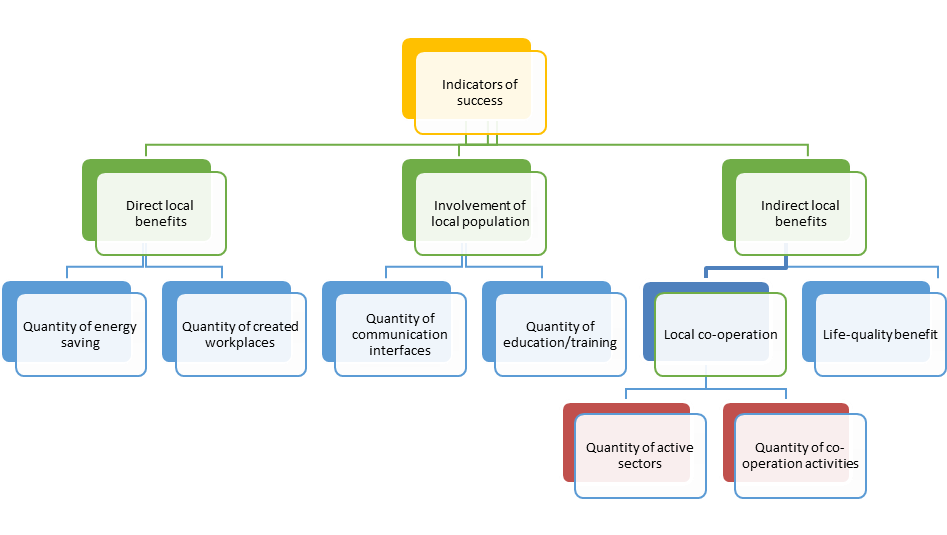 Indicators of
success
Direct local
benefits
Involvement of
local population
Indirect local
benefits
Quantity of energy
saving
Quantity of created
workplaces
Quantity of
communication
interfaces
Quantity of
education/training
Local co-operation
Life-quality benefit
Quantity of active
sectors
Quantity of co-
operation activities